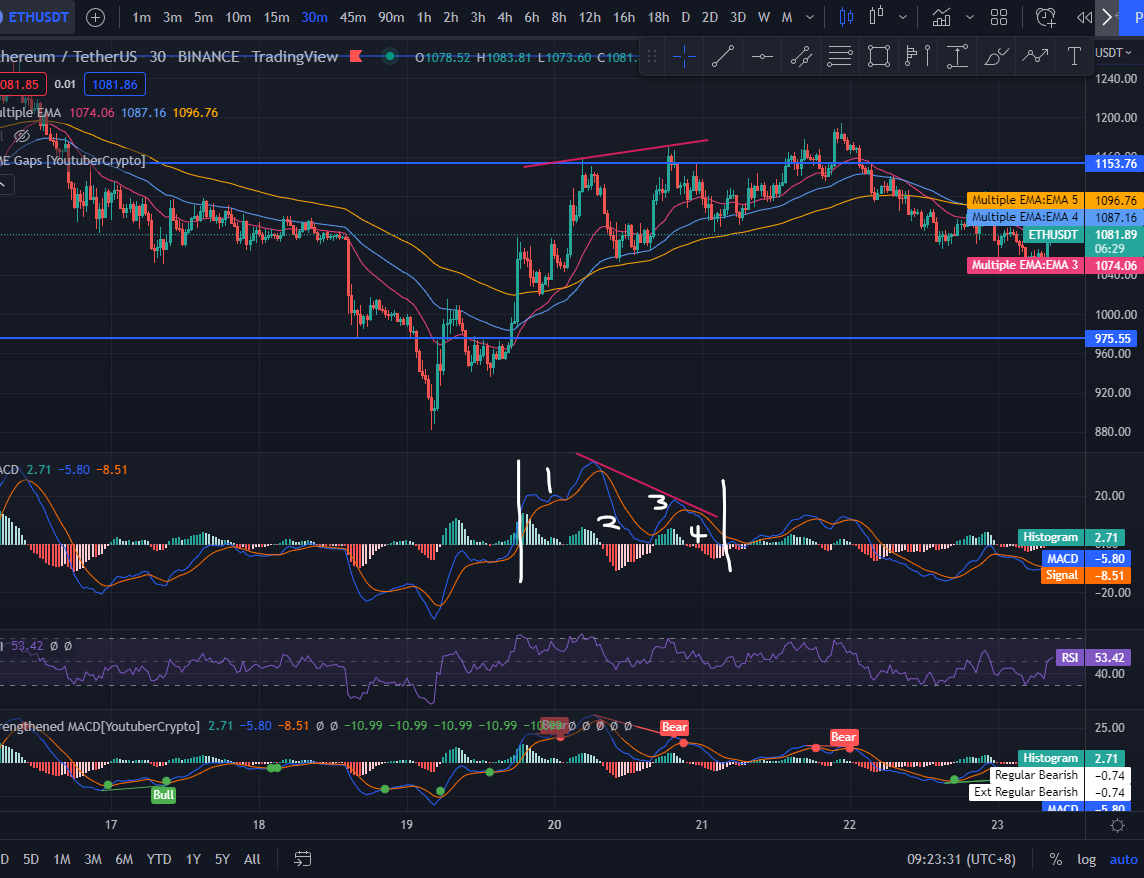 ETHUSDT 1m 3m 5m 10m 15m 30m 45m 90m 1h 2h 3h 4h 6h 8h 12h 16h 18h D 2D 3D W M
hereum / TetherUS · 30 · BINANCE · TradingView O1078.52 H1083.81 L1073.60 C1081. T USDT
081.85 0.01 1081.86
1240.00
ultiple EMA 1074.06 1087.16 1096.76
1200.00
ME Gaps [YoutuberCrypto]
1153.76
Multiple EMA:EMA 5 1096.76
Multiple EMA:EMA 4 1087.16
ETHUSDT 1081.89
06:29
Multiple EMA:EMA 3 1074.06
1040.00
1000.00
975.55
960.00
920.00
880.00
ACD 2.71 −5.80 −8.51
1
20.00
3
2
4
Histogram 2.71
MACD −5.80
Signal −8.51
−20.00
I 53.42 Ø Ø
RSI 53.42
40.00
rengthened MACD[YoutuberCrypto] 2.71 −5.80 −8.51 Ø Ø −10.99 −10.99 −10.99 −10.99 Ø Ø Ø Ø Ø
Bear
Bear
25.00
Bear
Histogram 2.71
Regular Bearish −0.74
Ext Regular Bearish −0.74
Bull
MACD −5.80
17 18 19 20 21 22 23
D 5D 1M 3M 6M YTD 1Y 5Y All 09:23:31 (UTC+8) % log auto